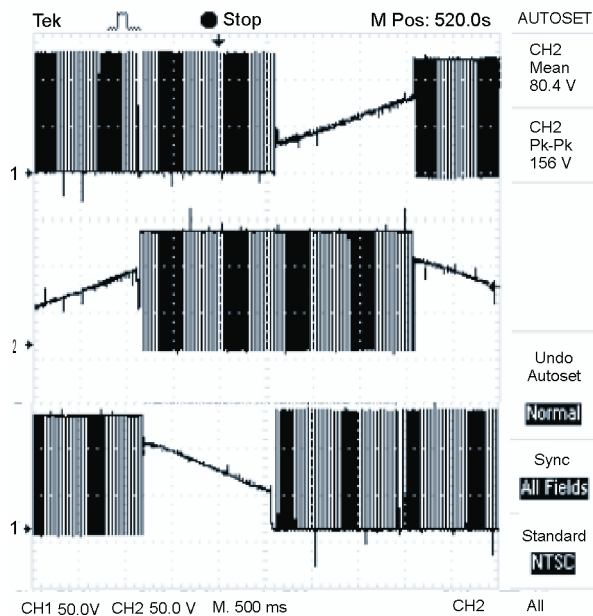 Tek Stop M Pos: 520.0s AUTOSET
CH2
Mean
80.4 V
CH2
Pk-Pk
156 V
1
2
1
Undo
Autoset
Normal
Sync
All Fields
Standard
NTSC
CH1 50.0V CH2 50.0 V M. 500 ms CH2 All